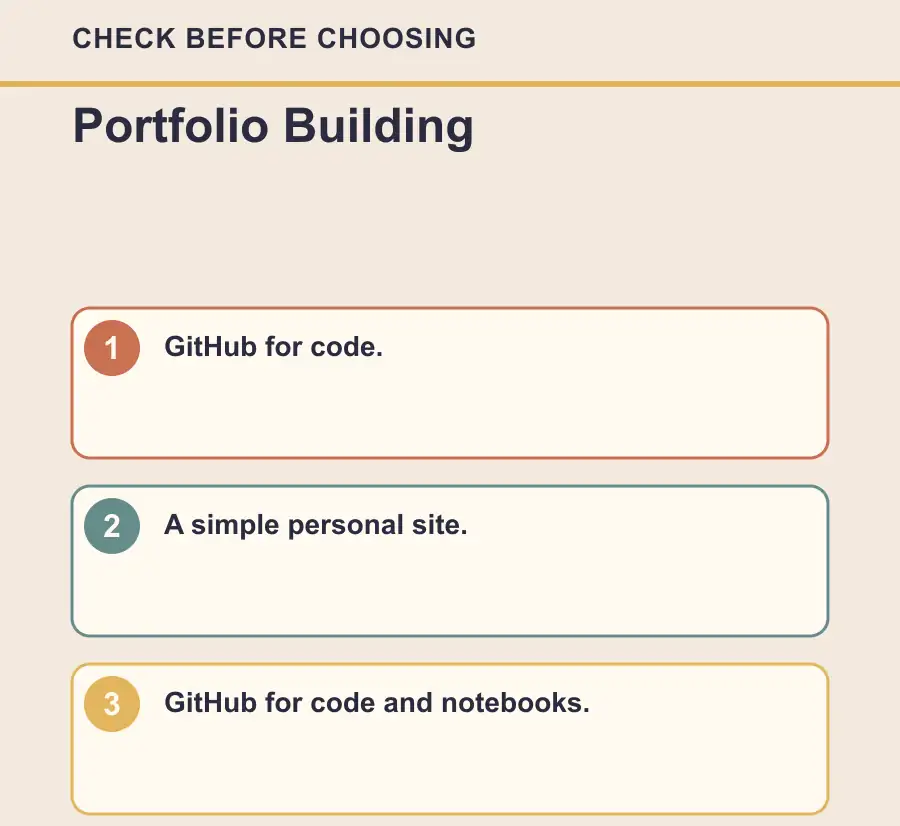 CHECK BEFORE CHOOSING
Portfolio Building
1
GitHub for code.
2
A simple personal site.
3
GitHub for code and notebooks.